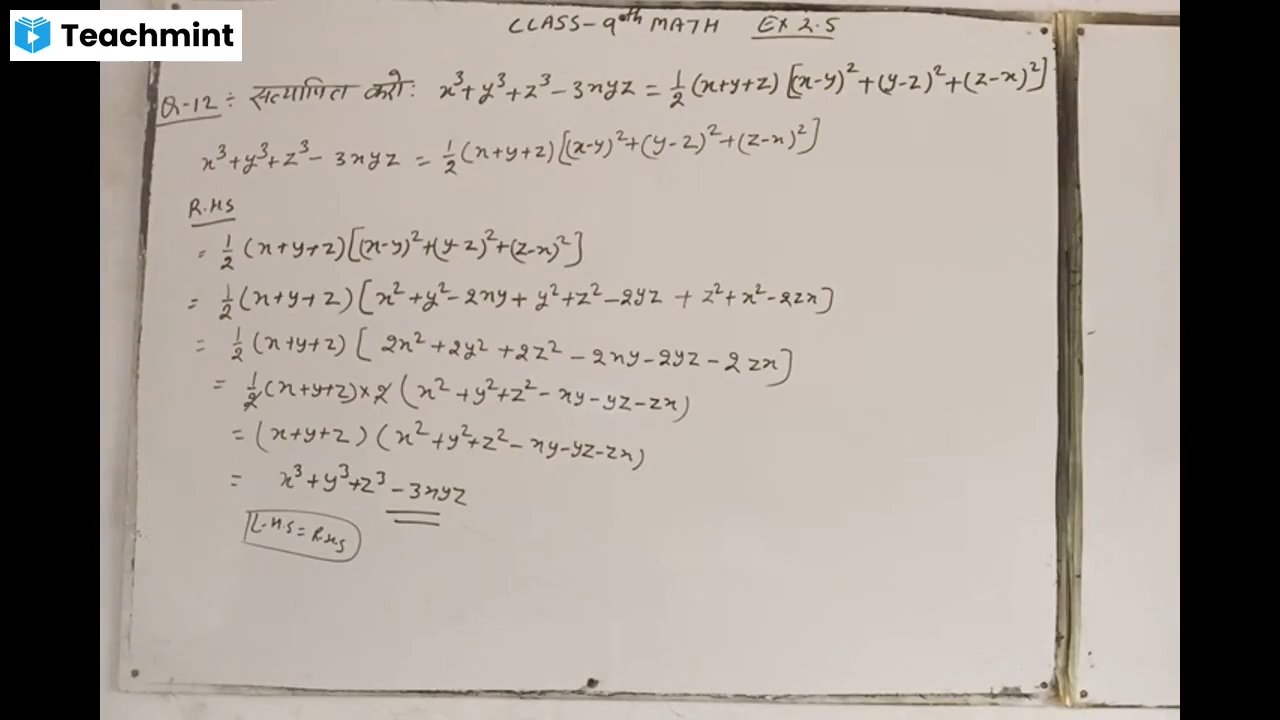 Teachmint
CLASS-9th MATH EX 2.5
Q-12 ÷ सत्यापित करो: x³+y³+z³-3xyz = 1/2 (x+y+z) [(x-y)²+(y-z)²+(z-x)²]
x³+y³+z³-3xyz = 1/2 (x+y+z) [(x-y)²+(y-z)²+(z-x)²]
R.H.S
= 1/2 (x+y+z) [(x-y)²+(y-z)²+(z-x)²]
= 1/2 (x+y+z) [x²+y²-2xy+y²+z²-2yz+z²+x²-2zx]
= 1/2 (x+y+z) [2x²+2y²+2z²-2xy-2yz-2zx]
= 1/2 (x+y+z)×2 (x²+y²+z²-xy-yz-zx)
= (x+y+z) (x²+y²+z²-xy-yz-zx)
= x³+y³+z³-3xyz
L.H.S = R.H.S